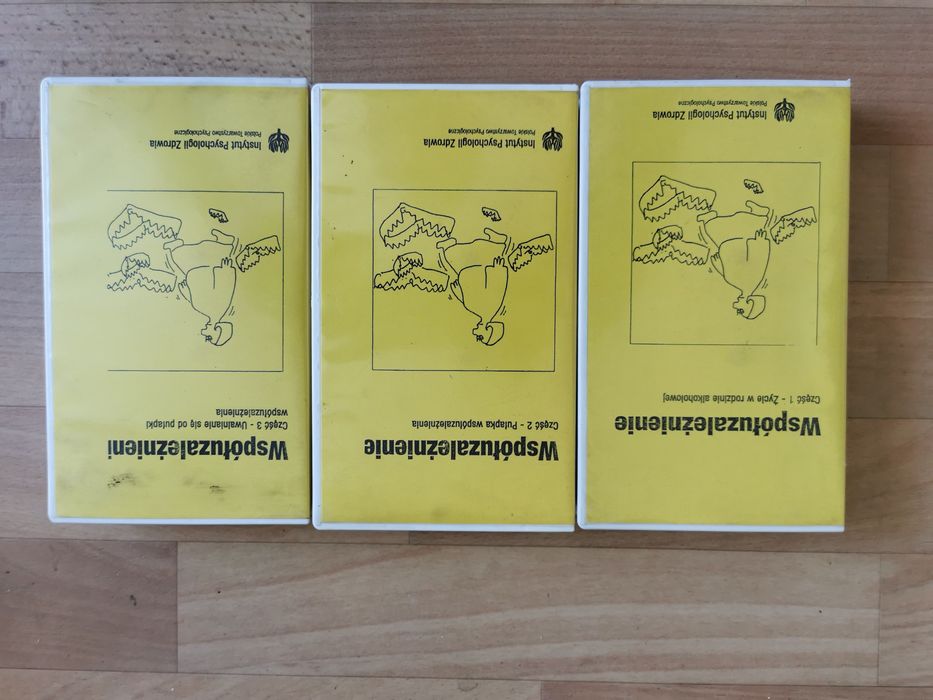 Współuzależnienie
Część 1 - Życie w rodzinie alkoholowej
Instytut Psychologii Zdrowia
Polskie Towarzystwo Psychologiczne
Współuzależnienie
Część 2 - Pułapka współuzależnienia
Instytut Psychologii Zdrowia
Polskie Towarzystwo Psychologiczne
Współuzależnieni
Część 3 - Uwalnianie się od pułapki
współuzależnienia
Instytut Psychologii Zdrowia
Polskie Towarzystwo Psychologiczne